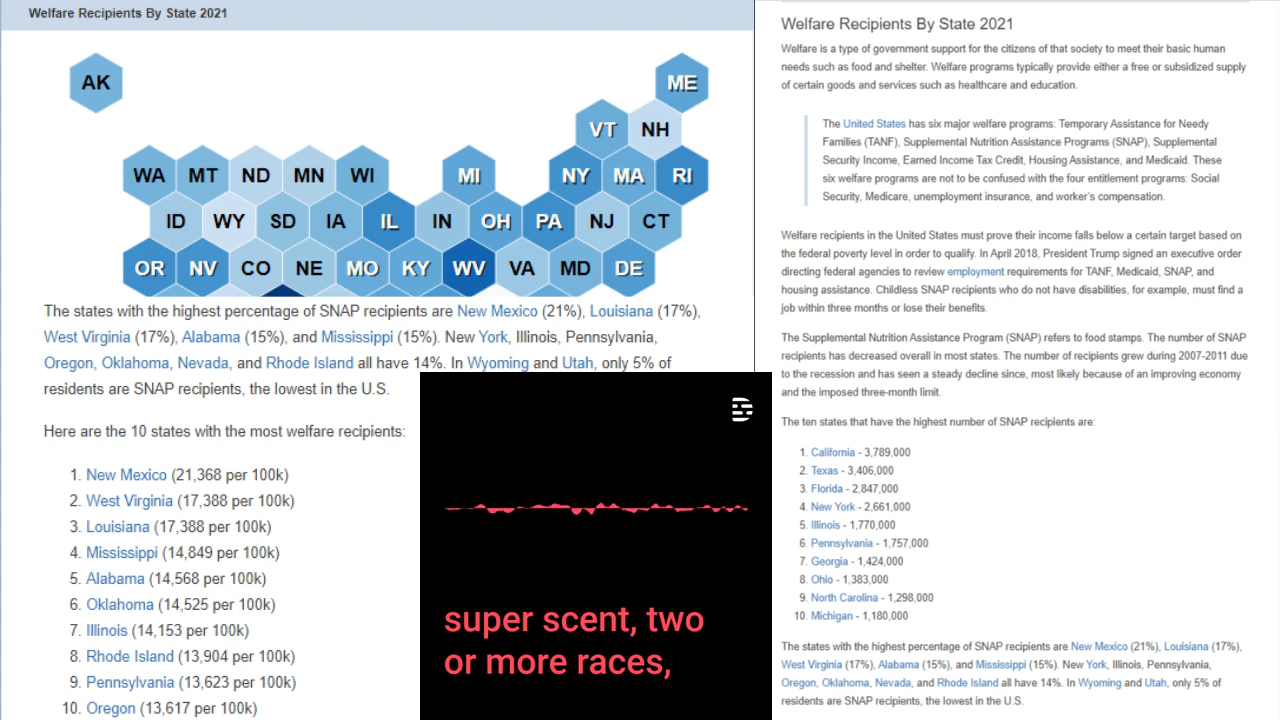 Welfare Recipients By State 2021
AK
ME
VT NH
WA MT ND MN WI MI NY MA RI
ID WY SD IA IL IN OH PA NJ CT
OR NV CO NE MO KY WV VA MD DE
The states with the highest percentage of SNAP recipients are New Mexico (21%), Louisiana (17%),
West Virginia (17%), Alabama (15%), and Mississippi (15%). New York, Illinois, Pennsylvania,
Oregon, Oklahoma, Nevada, and Rhode Island all have 14%. In Wyoming and Utah, only 5% of
residents are SNAP recipients, the lowest in the U.S.
Here are the 10 states with the most welfare recipients:
1. New Mexico (21,368 per 100k)
2. West Virginia (17,388 per 100k)
3. Louisiana (17,388 per 100k)
4. Mississippi (14,849 per 100k)
5. Alabama (14,568 per 100k)
6. Oklahoma (14,525 per 100k)
7. Illinois (14,153 per 100k)
8. Rhode Island (13,904 per 100k)
9. Pennsylvania (13,623 per 100k)
10. Oregon (13,617 per 100k)
super scent, two
or more races,
Welfare Recipients By State 2021
Welfare is a type of government support for the citizens of that society to meet their basic human
needs such as food and shelter. Welfare programs typically provide either a free or subsidized supply
of certain goods and services such as healthcare and education.
The United States has six major welfare programs: Temporary Assistance for Needy
Families (TANF), Supplemental Nutrition Assistance Programs (SNAP), Supplemental
Security Income, Earned Income Tax Credit, Housing Assistance, and Medicaid. These
six welfare programs are not to be confused with the four entitlement programs: Social
Security, Medicare, unemployment insurance, and worker's compensation.
Welfare recipients in the United States must prove their income falls below a certain target based on
the federal poverty level in order to qualify. In April 2018, President Trump signed an executive order
directing federal agencies to review employment requirements for TANF, Medicaid, SNAP, and
housing assistance. Childless SNAP recipients who do not have disabilities, for example, must find a
job within three months or lose their benefits.
The Supplemental Nutrition Assistance Program (SNAP) refers to food stamps. The number of SNAP
recipients has decreased overall in most states. The number of recipients grew during 2007-2011 due
to the recession and has seen a steady decline since, most likely because of an improving economy
and the imposed three-month limit.
The ten states that have the highest number of SNAP recipients are:
1. California - 3,789,000
2. Texas - 3,406,000
3. Florida - 2,847,000
4. New York - 2,661,000
5. Illinois - 1,770,000
6. Pennsylvania - 1,757,000
7. Georgia - 1,424,000
8. Ohio - 1,383,000
9. North Carolina - 1,298,000
10. Michigan - 1,180,000
The states with the highest percentage of SNAP recipients are New Mexico (21%), Louisiana (17%),
West Virginia (17%), Alabama (15%), and Mississippi (15%). New York, Illinois, Pennsylvania,
Oregon, Oklahoma, Nevada, and Rhode Island all have 14%. In Wyoming and Utah, only 5% of
residents are SNAP recipients, the lowest in the U.S.